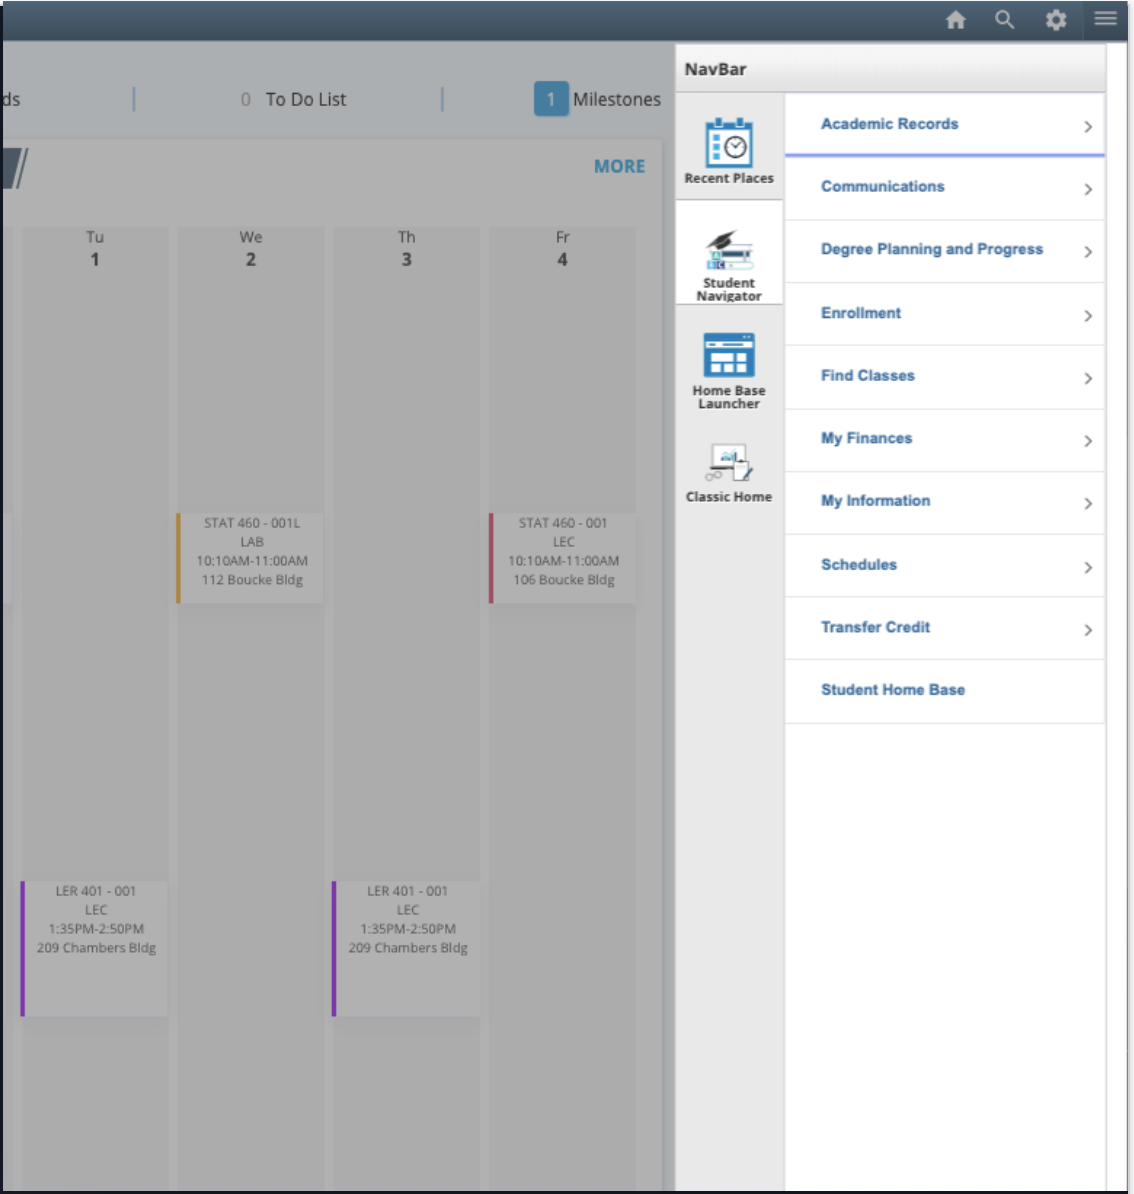 ds
0 To Do List
1 Milestones
MORE
Tu
1
We
2
Th
3
Fr
4
STAT 460 - 001L
LAB
10:10AM-11:00AM
112 Boucke Bldg
STAT 460 - 001
LEC
10:10AM-11:00AM
106 Boucke Bldg
LER 401 - 001
LEC
1:35PM-2:50PM
209 Chambers Bldg
LER 401 - 001
LEC
1:35PM-2:50PM
209 Chambers Bldg
NavBar
Recent Places
Student
Navigator
Home Base
Launcher
Classic Home
Academic Records
Communications
Degree Planning and Progress
Enrollment
Find Classes
My Finances
My Information
Schedules
Transfer Credit
Student Home Base